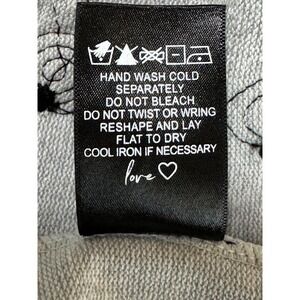 HAND WASH COLD
SEPARATELY
DO NOT BLEACH
DO NOT TWIST OR WRING
RESHAPE AND LAY
FLAT TO DRY
COOL IRON IF NECESSARY
love ♡